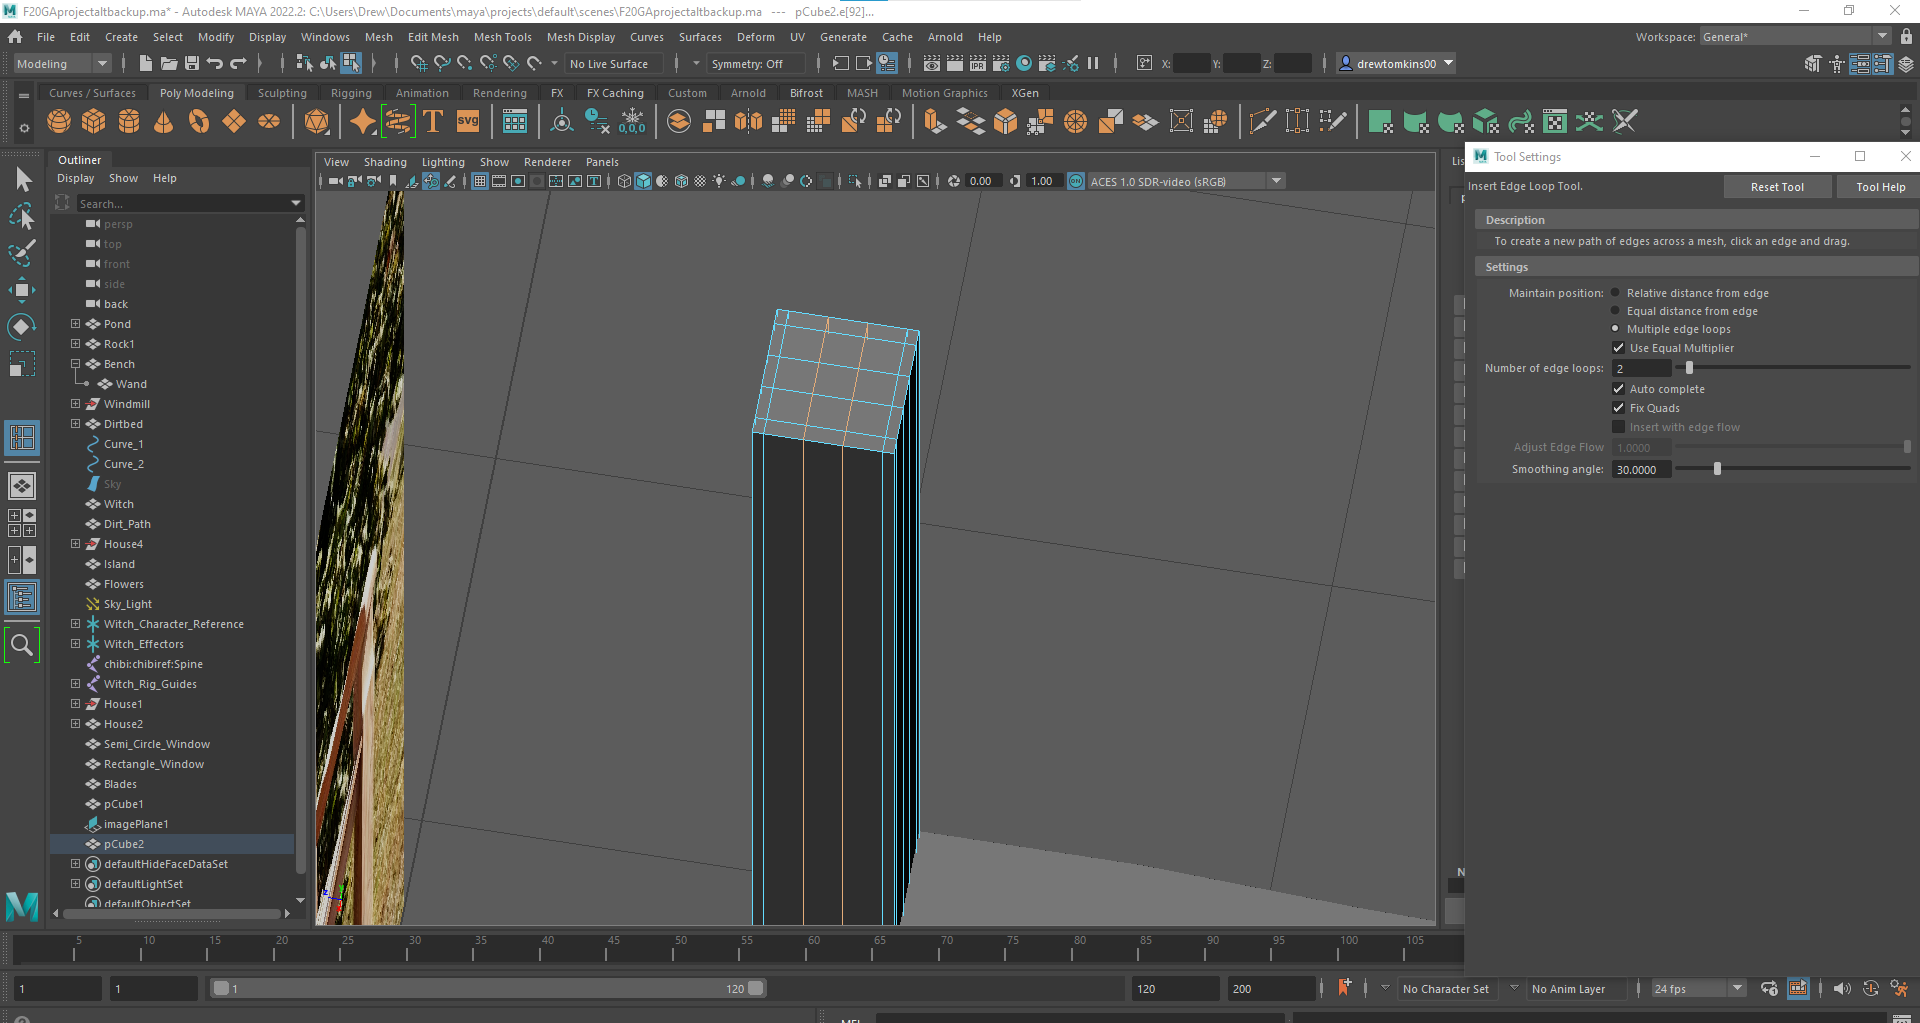 F20GAprojectaltbackup.ma* - Autodesk MAYA 2022.2: C:\Users\Drew\Documents\maya\projects\default\scenes\F20GAprojectaltbackup.ma   ---   pCube2.e[92]...
File Edit Create Select Modify Display Windows Mesh Edit Mesh Mesh Tools Mesh Display Curves Surfaces Deform UV Generate Cache Arnold Help
Workspace: General*
Modeling
No Live Surface
Symmetry: Off
X: Y: Z:
drewtomkins00
Curves / Surfaces Poly Modeling Sculpting Rigging Animation Rendering FX FX Caching Custom Arnold Bifrost MASH Motion Graphics XGen
T svg 0,0,0
Outliner
Display Show Help
Search...
persp
top
front
side
back
Pond
Rock1
Bench
Wand
Windmill
Dirtbed
Curve_1
Curve_2
Sky
Witch
Dirt_Path
House4
Island
Flowers
Sky_Light
Witch_Character_Reference
Witch_Effectors
chibi:chibiref:Spine
Witch_Rig_Guides
House1
House2
Semi_Circle_Window
Rectangle_Window
Blades
pCube1
imagePlane1
pCube2
defaultHideFaceDataSet
defaultLightSet
defaultObjectSet
View Shading Lighting Show Renderer Panels
0.00 1.00 ACES 1.0 SDR-video (sRGB)
Tool Settings
Insert Edge Loop Tool.
Reset Tool
Tool Help
Description
To create a new path of edges across a mesh, click an edge and drag.
Settings
Maintain position: Relative distance from edge
Equal distance from edge
Multiple edge loops
Use Equal Multiplier
Number of edge loops: 2
Auto complete
Fix Quads
Insert with edge flow
Adjust Edge Flow 1.0000
Smoothing angle: 30.0000
5 10 15 20 25 30 35 40 45 50 55 60 65 70 75 80 85 90 95 100 105
1 1 1 120 120 200
No Character Set
No Anim Layer
24 fps
MEL